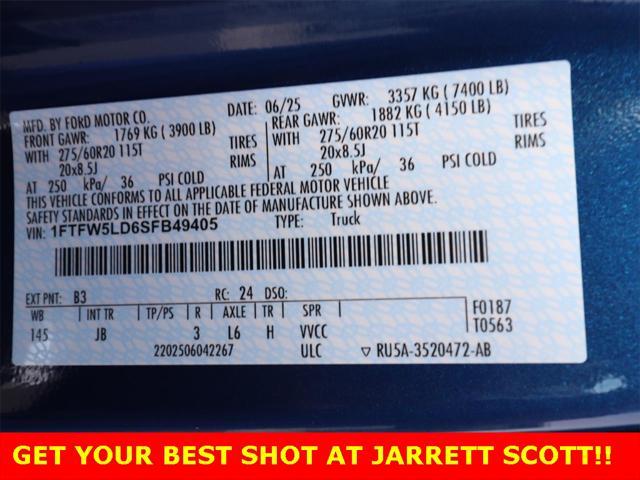 MFD. BY FORD MOTOR CO. DATE: 06/25 GVWR: 3357 KG ( 7400 LB)
FRONT GAWR: 1769 KG ( 3900 LB) REAR GAWR: 1882 KG ( 4150 LB)
WITH 275/60R20 115T TIRES WITH 275/60R20 115T TIRES
20x8.5J RIMS 20x8.5J RIMS
AT 250 kPa/ 36 PSI COLD AT 250 kPa/ 36 PSI COLD
THIS VEHICLE CONFORMS TO ALL APPLICABLE FEDERAL MOTOR VEHICLE
SAFETY STANDARDS IN EFFECT ON THE DATE OF MANUFACTURE SHOWN ABOVE.
VIN: 1FTFW5LD6SFB49405 TYPE: Truck
EXT PNT: B3 RC: 24 DSO:
WB INT TR TP/PS R AXLE TR SPR F0187
145 JB 3 L6 H VVCC T0563
2202506042267 ULC ▽ RU5A-3520472-AB
GET YOUR BEST SHOT AT JARRETT SCOTT!!